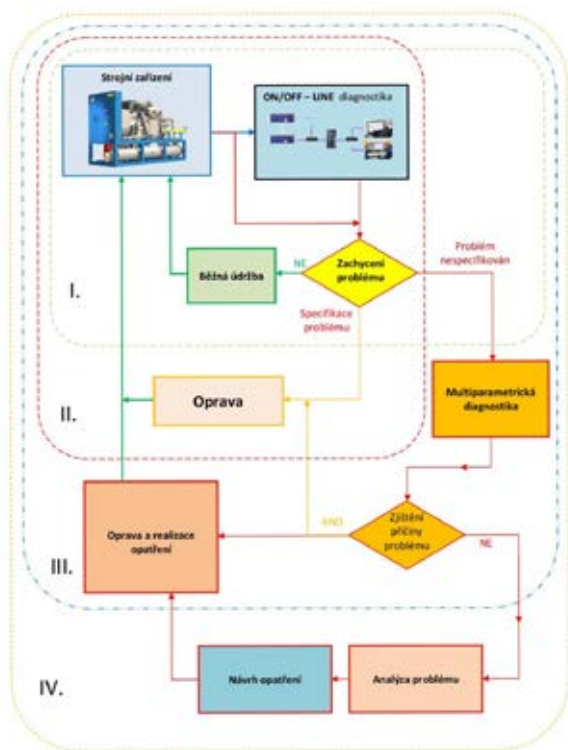 Strojní zařízení
ON/OFF – LINE diagnostika
NE
Běžná údržba
Zachycení
problému
Problém
nespecifikován
I.
Specifikace
problému
Oprava
Multiparametrická
diagnostika
II.
Oprava a realizace
opatření
ANO
Zjištění
příčiny
problému
NE
III.
Návrh opatření
Analýza problému
IV.